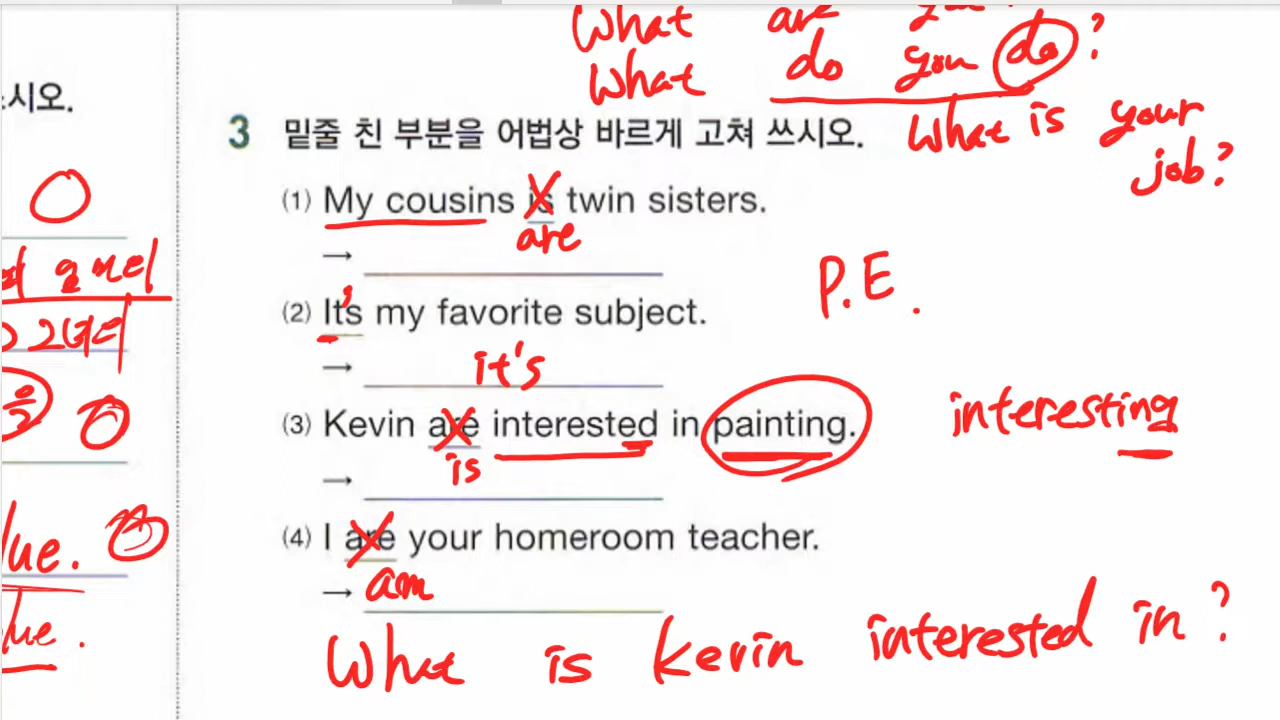 What are
What do you do?
시오.
3 밑줄 친 부분을 어법상 바르게 고쳐 쓰시오.
What is your job?
(1) My cousins is twin sisters.
are
→
P.E.
(2) Its my favorite subject.
'
→ it's
(3) Kevin are interested in painting.
interesting
is
→
(4) I are your homeroom teacher.
→ am
What is kevin interested in?